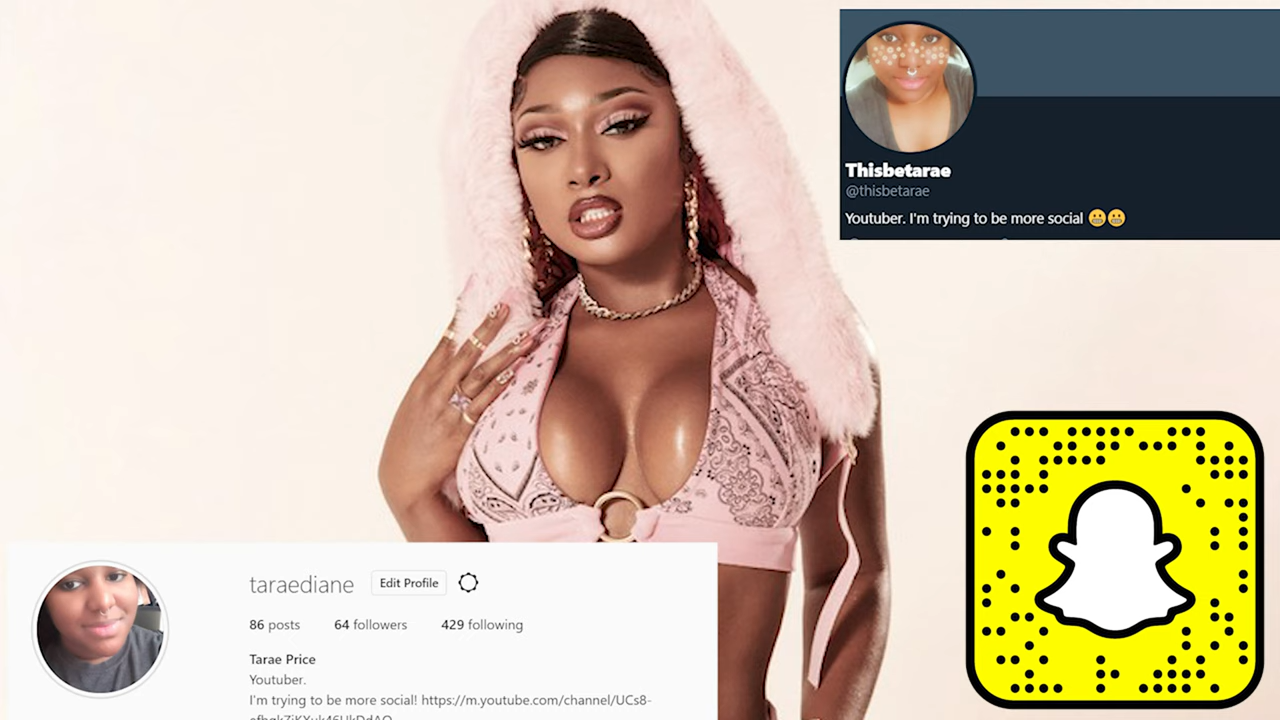 Thisbetarae
@thisbetarae
Youtuber. I'm trying to be more social 😬😬
taraediane Edit Profile
86 posts 64 followers 429 following
Tarae Price
Youtuber.
I'm trying to be more social! https://m.youtube.com/channel/UCs8-